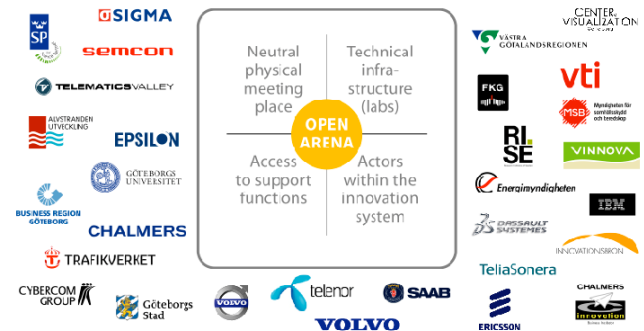 SIGMA
SP
semcon
TELEMATICSVALLEY
ALVSTRANDEN
UTVECKLING
EPSILON
GÖTEBORGS
UNIVERSITET
BUSINESS REGION
GÖTEBORG
CHALMERS
TRAFIKVERKET
CYBERCOM
GROUP
Göteborgs
Stad
VOLVO
telenor
VOLVO
SAAB
Neutral
physical
meeting
place
Technical
infra-
structure
(labs)
OPEN
ARENA
Access
to support
functions
Actors
within the
innovation
system
CENTER
VISUALIZATION
VÄSTRA
GÖTALANDSREGIONEN
FKG
vti
MSB
Myndigheten för
samhällsskydd
och beredskap
RI.
SE
VINNOVA
Energimyndigheten
IBM
DASSAULT
SYSTEMES
INNOVATIONSBRON
TeliaSonera
ERICSSON
CHALMERS
innovation